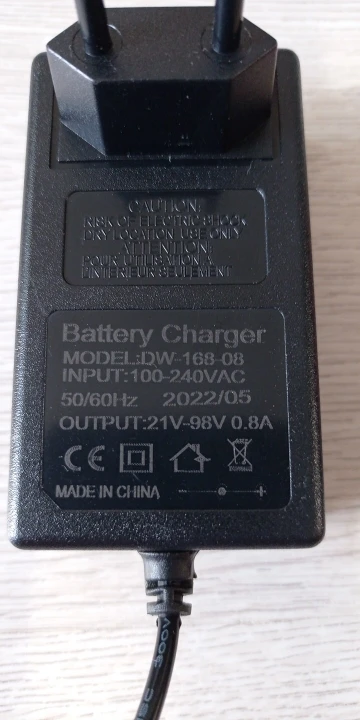 CAUTION:
RISK OF ELECTRIC SHOCK
DRY LOCATION USE ONLY
ATTENTION:
POUR UTILISATION A
L'INTERIEUR SEULEMENT
Battery Charger
MODEL:DW-168-08
INPUT:100-240VAC
50/60Hz 2022/05
OUTPUT:21V-98V 0.8A
CE
MADE IN CHINA - +